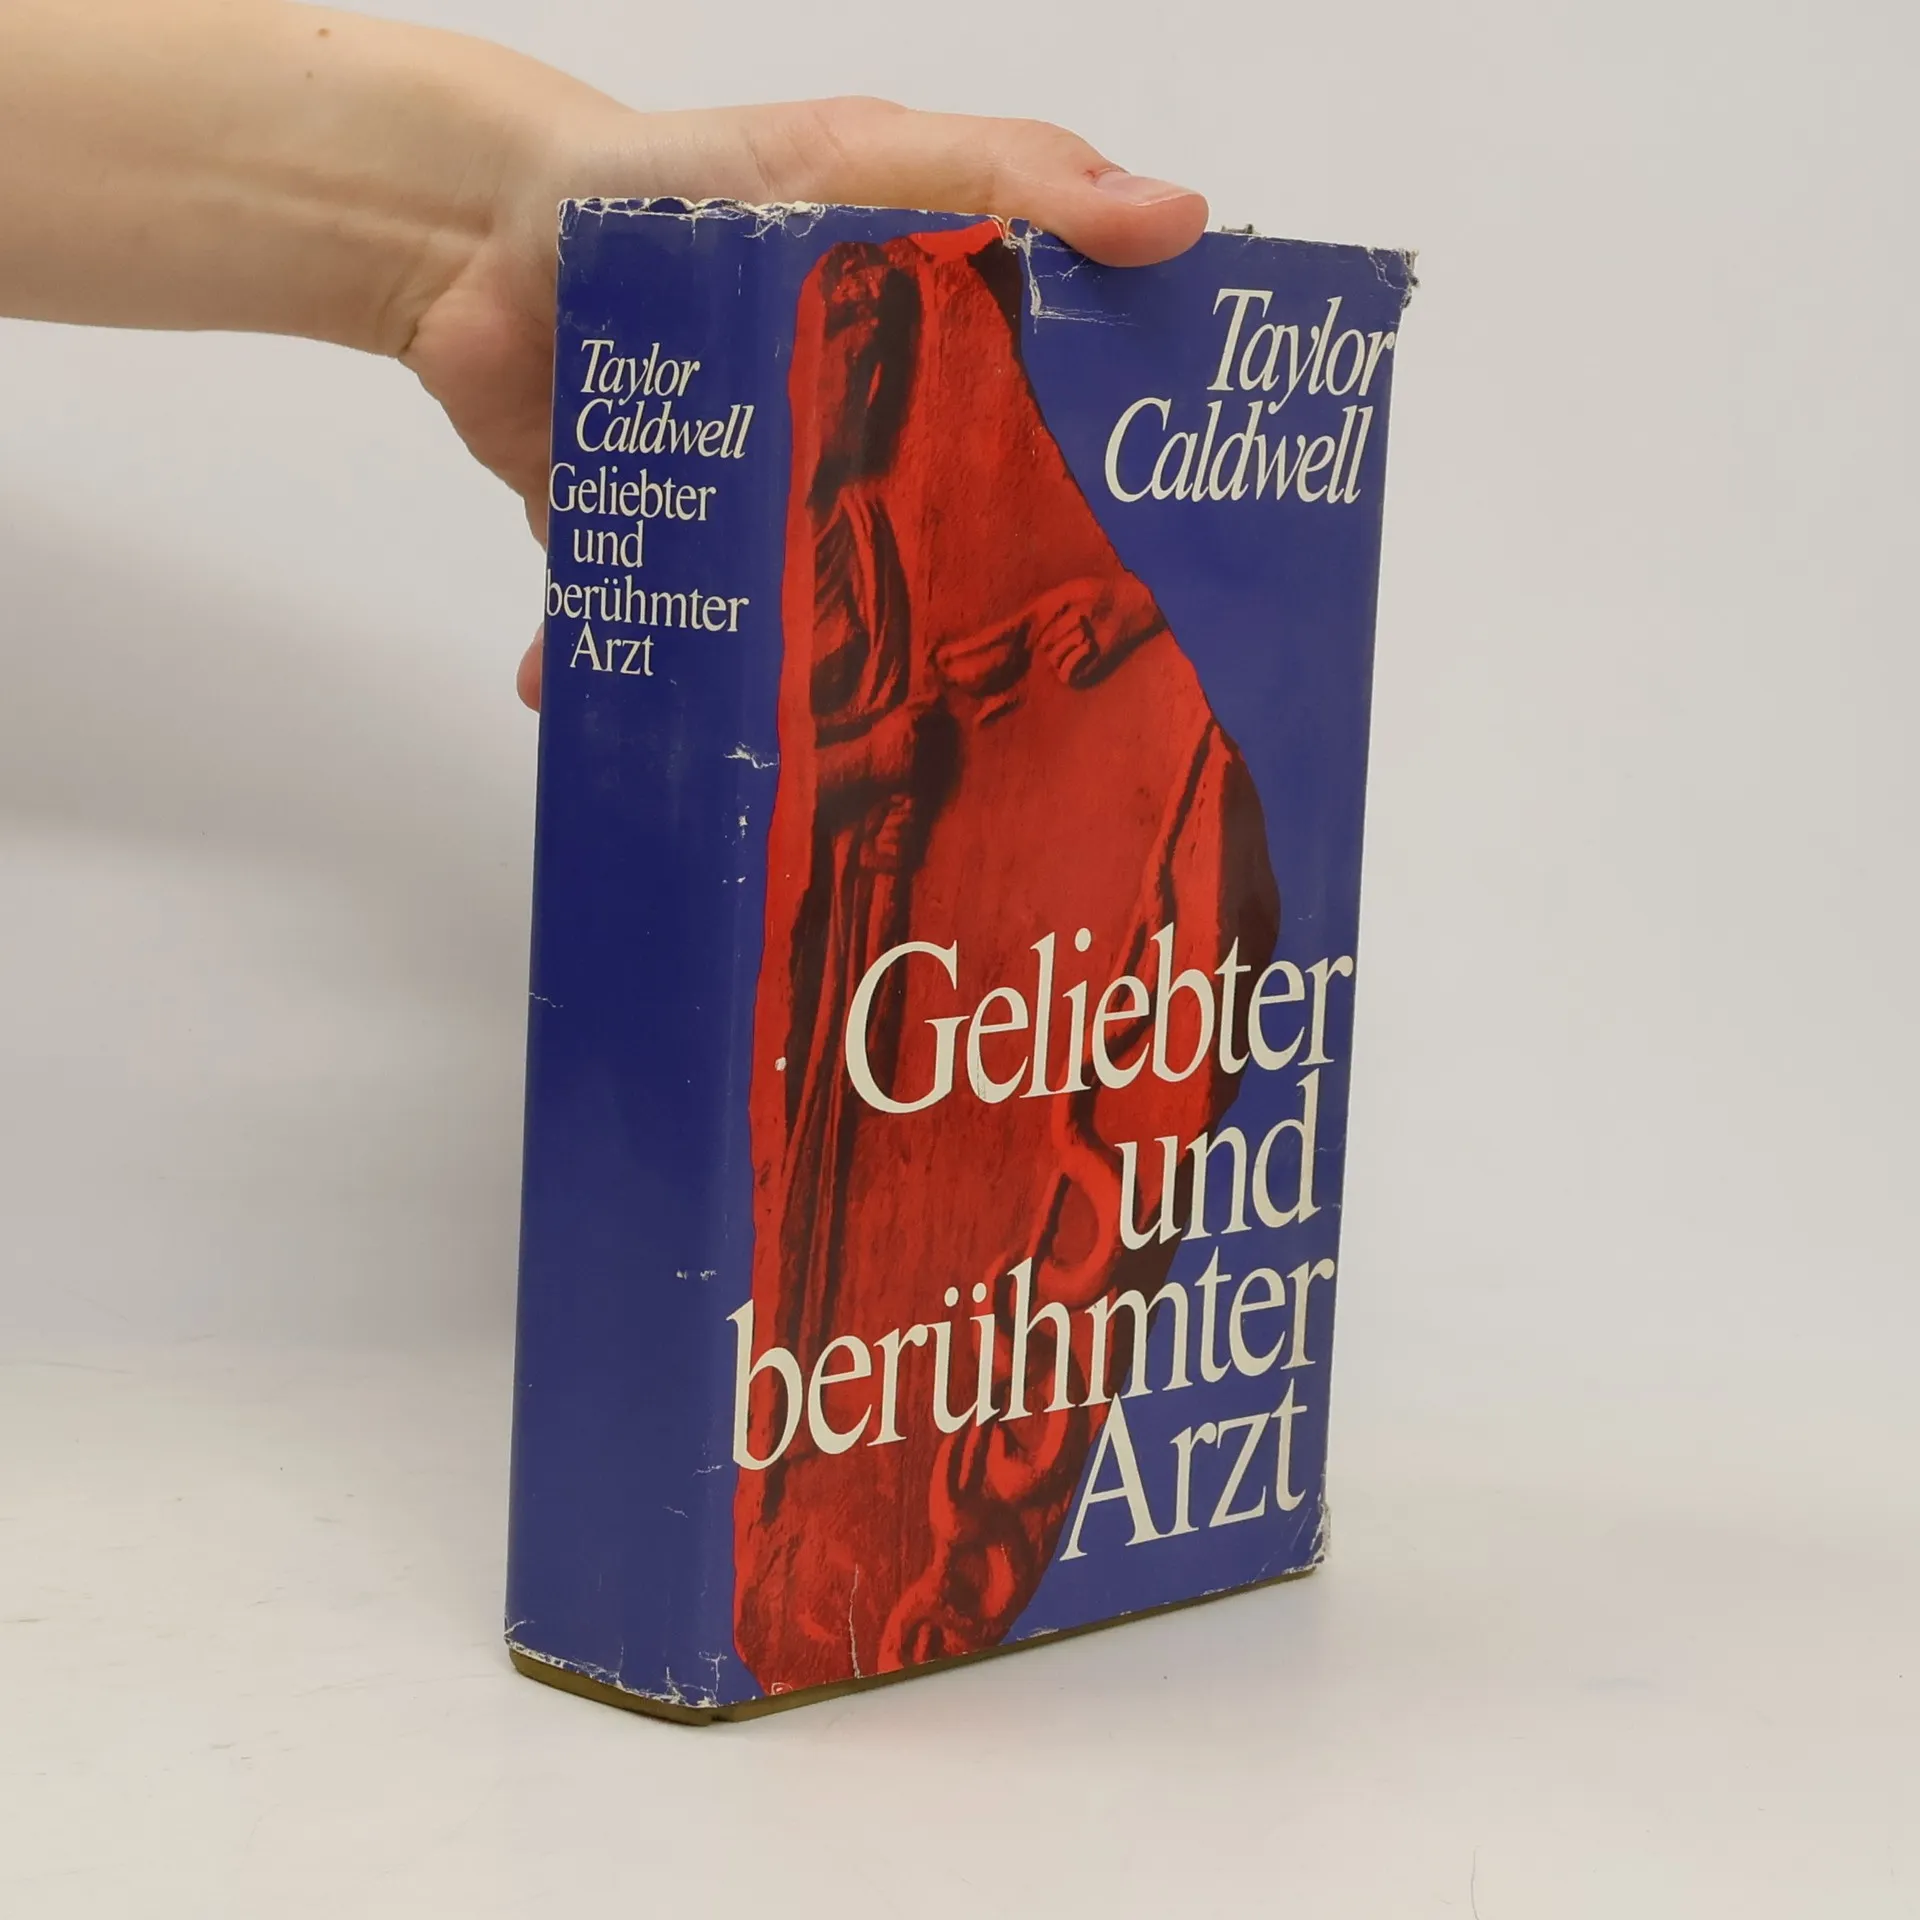 Taylor
Caldwell
Geliebter
und
berühmter
Arzt
Taylor
Caldwell
Geliebter
und
berühmter
Arzt